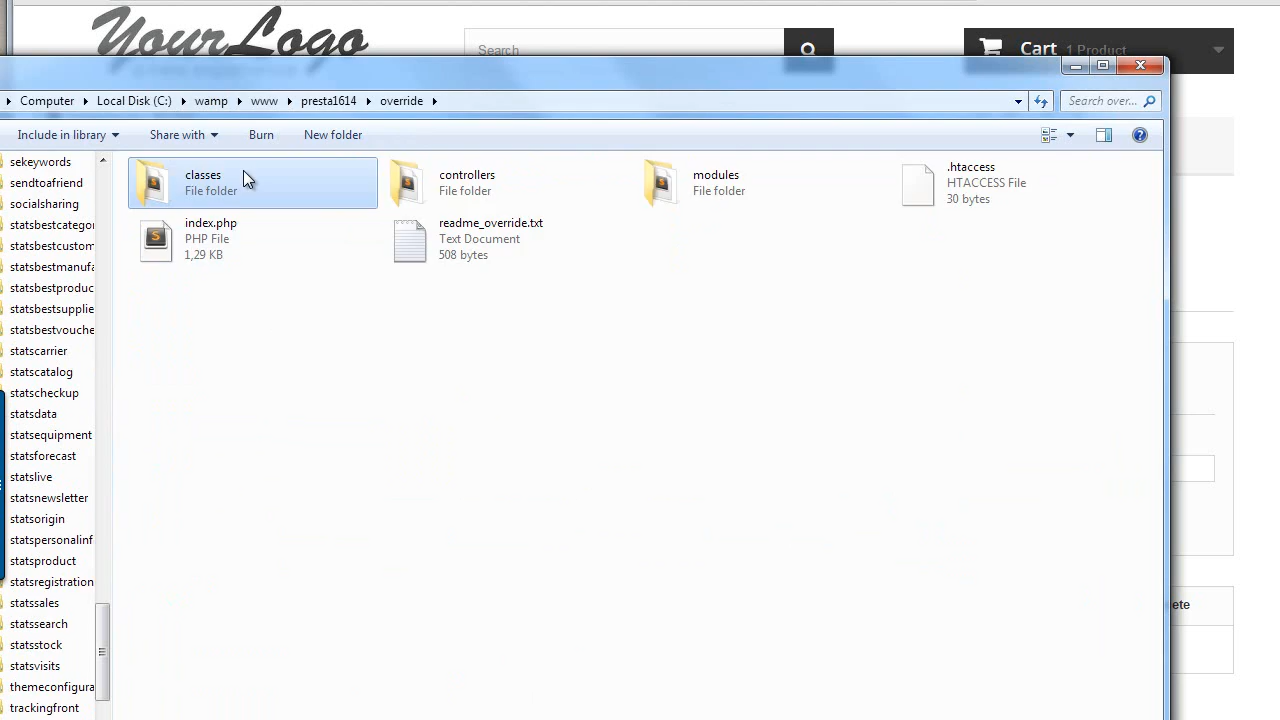 YourLogo
Search
Cart 1 Product
Computer Local Disk (C:) wamp www presta1614 override
Search over...
Include in library Share with Burn New folder
sekeywords
sendtoafriend
socialsharing
statsbestcategor
statsbestcustom
statsbestmanufa
statsbestproduc
statsbestsupplie
statsbestvouche
statscarrier
statscatalog
statscheckup
statsdata
statsequipment
statsforecast
statslive
statsnewsletter
statsorigin
statspersonalinf
statsproduct
statsregistration
statssales
statssearch
statsstock
statsvisits
themeconfigura
trackingfront
classes
File folder
controllers
File folder
modules
File folder
.htaccess
HTACCESS File
30 bytes
index.php
PHP File
1,29 KB
readme_override.txt
Text Document
508 bytes
ete